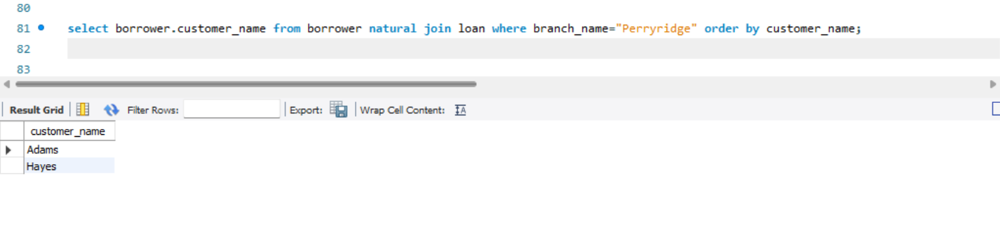 80
81 select borrower.customer_name from borrower natural join loan where branch_name="Perryridge" order by customer_name;
82
83
Result Grid Filter Rows: Export: Wrap Cell Content: IA
customer_name
Adams
Hayes